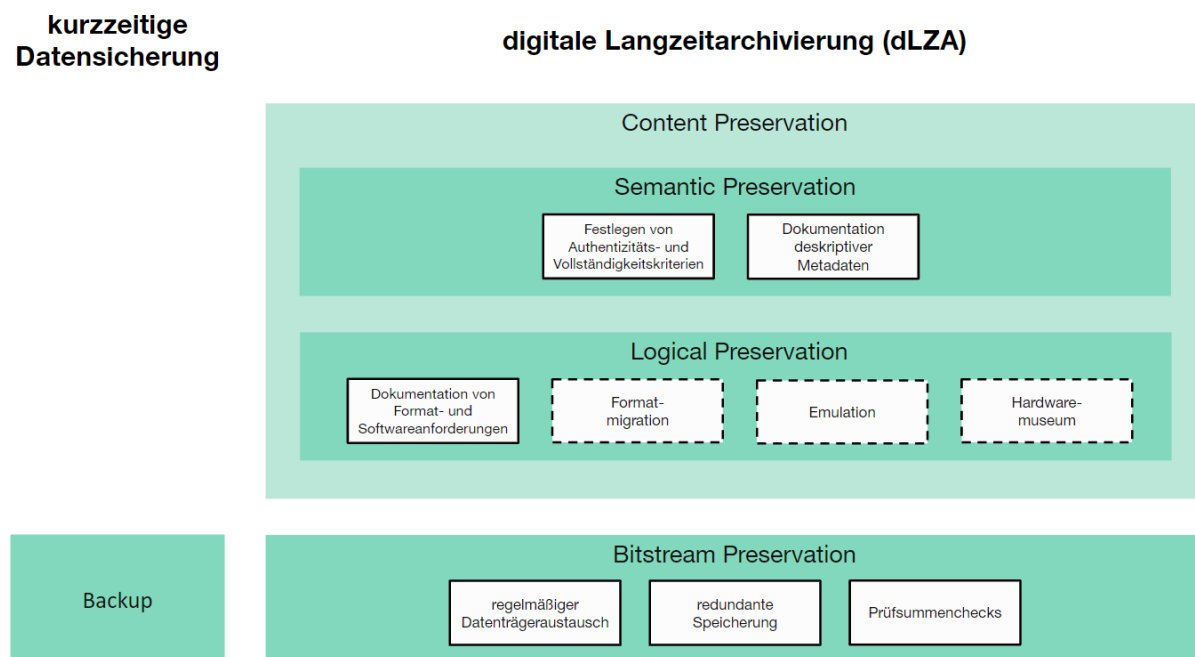 kurzzeitige
Datensicherung
digitale Langzeitarchivierung (dLZA)
Content Preservation
Semantic Preservation
Festlegen von
Authentizitäts- und
Vollständigkeitskriterien
Dokumentation
deskriptiver
Metadaten
Logical Preservation
Dokumentation von
Format- und
Softwareanforderungen
Format-
migration
Emulation
Hardware-
museum
Backup
Bitstream Preservation
regelmäßiger
Datenträgeraustausch
redundante
Speicherung
Prüfsummenchecks